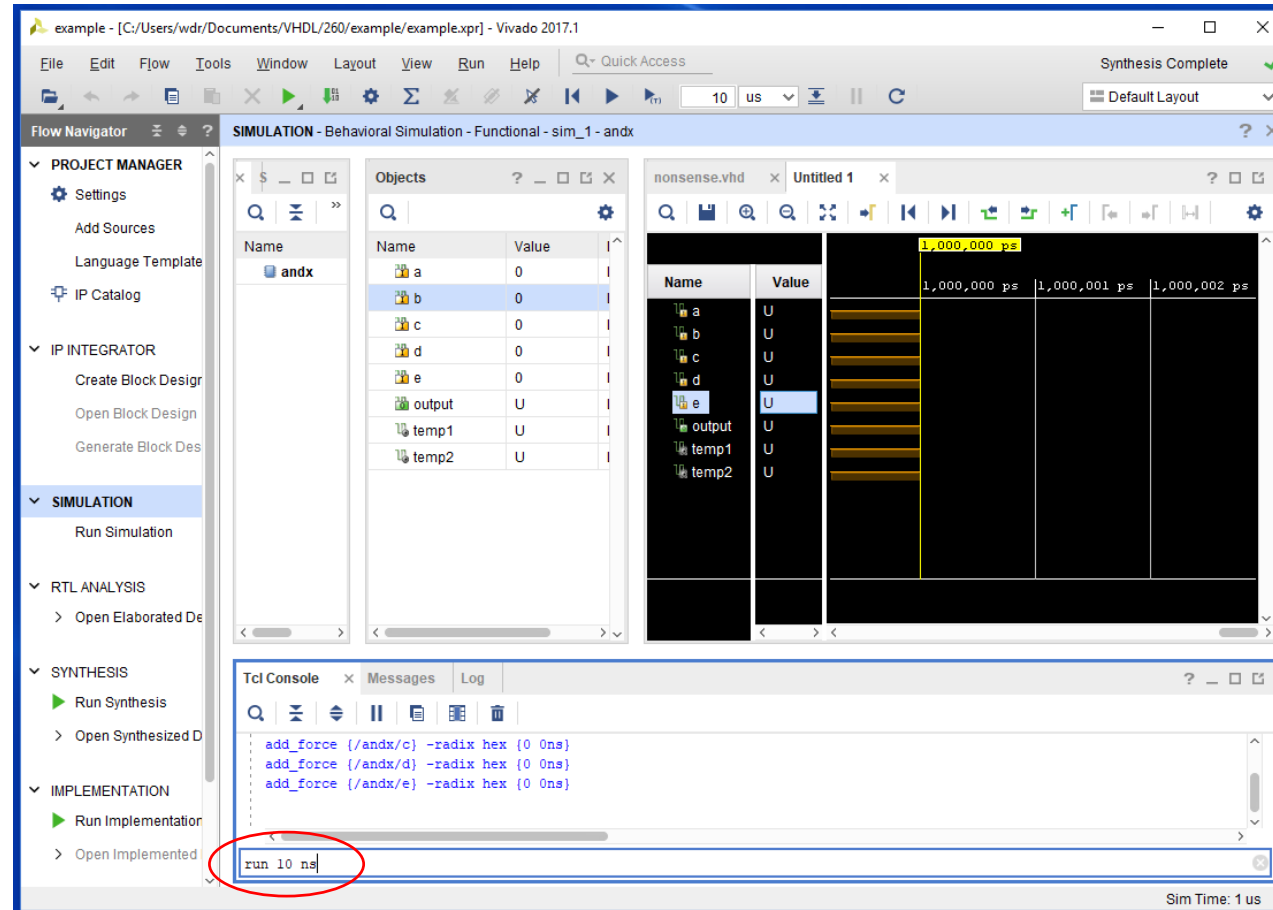 example - [C:/Users/wdr/Documents/VHDL/260/example/example.xpr] - Vivado 2017.1
File Edit Flow Tools Window Layout View Run Help Quick Access Synthesis Complete
10 us Default Layout
Flow Navigator ? SIMULATION - Behavioral Simulation - Functional - sim_1 - andx ?
PROJECT MANAGER
Settings
Add Sources
Language Template
IP Catalog
IP INTEGRATOR
Create Block Design
Open Block Design
Generate Block Des
SIMULATION
Run Simulation
RTL ANALYSIS
Open Elaborated De
SYNTHESIS
Run Synthesis
Open Synthesized D
IMPLEMENTATION
Run Implementation
Open Implemented
S
Name
andx
Objects ?
Name Value
a 0
b 0
c 0
d 0
e 0
output U
temp1 U
temp2 U
nonsense.vhd Untitled 1 ?
1,000,000 ps
Name Value 1,000,000 ps 1,000,001 ps 1,000,002 ps
a U
b U
c U
d U
e U
output U
temp1 U
temp2 U
Tcl Console Messages Log ?
add_force {/andx/c} -radix hex {0 0ns}
add_force {/andx/d} -radix hex {0 0ns}
add_force {/andx/e} -radix hex {0 0ns}
run 10 ns
Sim Time: 1 us